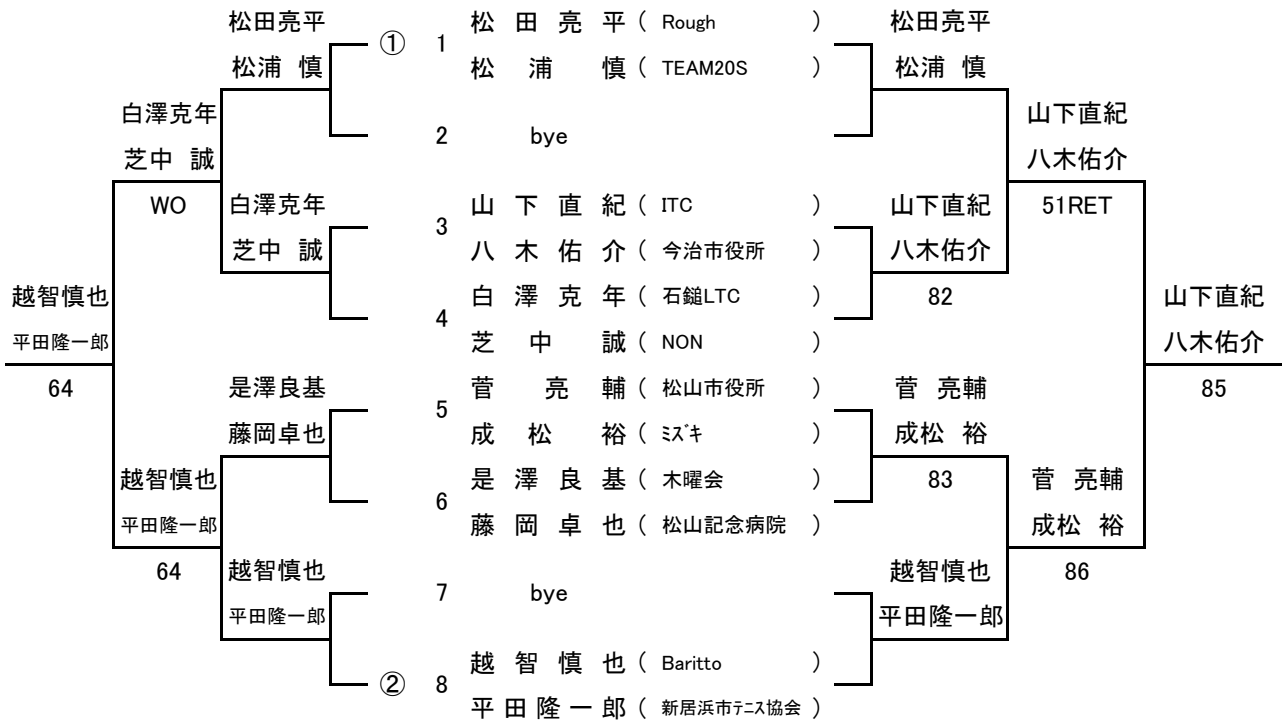 松田亮平
松浦 慎
白澤克年
芝中 誠
WO
白澤克年
芝中 誠
越智慎也
平田隆一郎
64
是澤良基
藤岡卓也
越智慎也
平田隆一郎
64
越智慎也
平田隆一郎
① 1 松田亮平 ( Rough )
松浦慎 ( TEAM20S )
2 bye
3 山下直紀 ( ITC )
八木佑介 ( 今治市役所 )
4 白澤克年 ( 石鎚LTC )
芝中誠 ( NON )
5 菅亮輔 ( 松山市役所 )
成松裕 ( ミズキ )
6 是澤良基 ( 木曜会 )
藤岡卓也 ( 松山記念病院 )
7 bye
② 8 越智慎也 ( Baritto )
平田隆一郎 ( 新居浜市テニス協会 )
松田亮平
松浦 慎
山下直紀
八木佑介
51RET
山下直紀
八木佑介
82
山下直紀
八木佑介
85
菅 亮輔
成松 裕
83
菅 亮輔
成松 裕
86
越智慎也
平田隆一郎